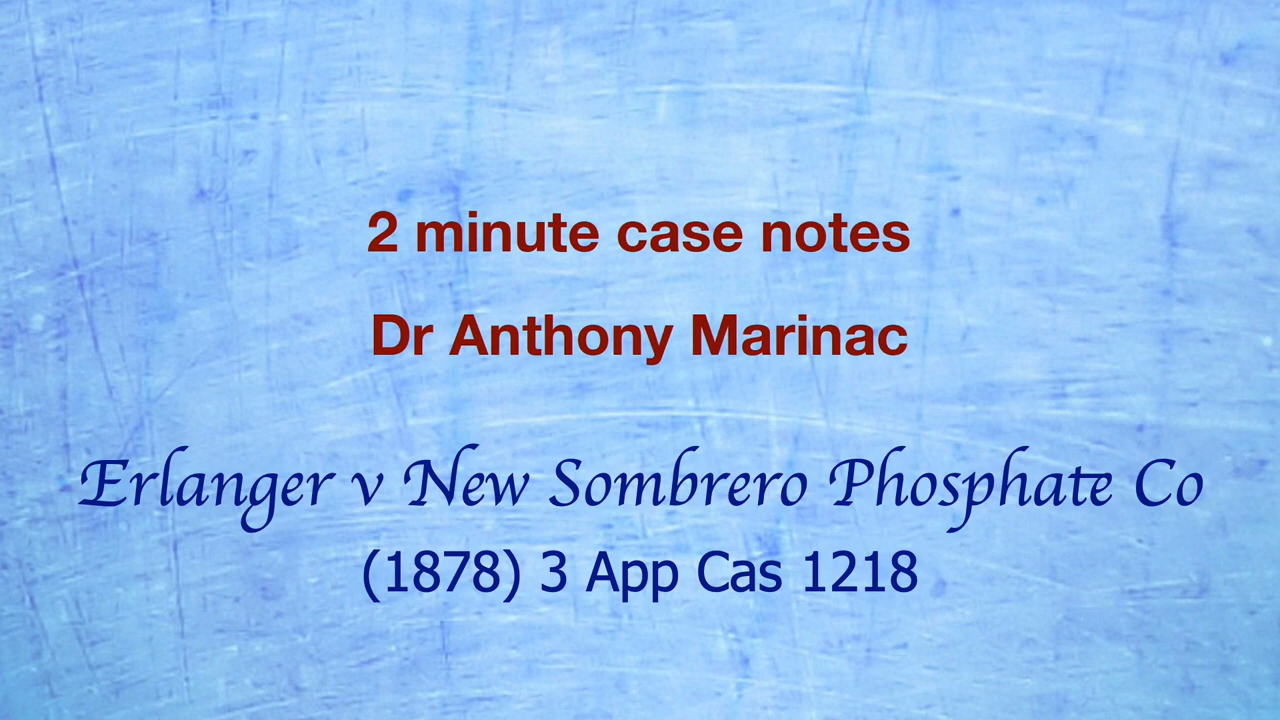 2 minute case notes
Dr Anthony Marinac
Erlanger v New Sombrero Phosphate Co
(1878) 3 App Cas 1218